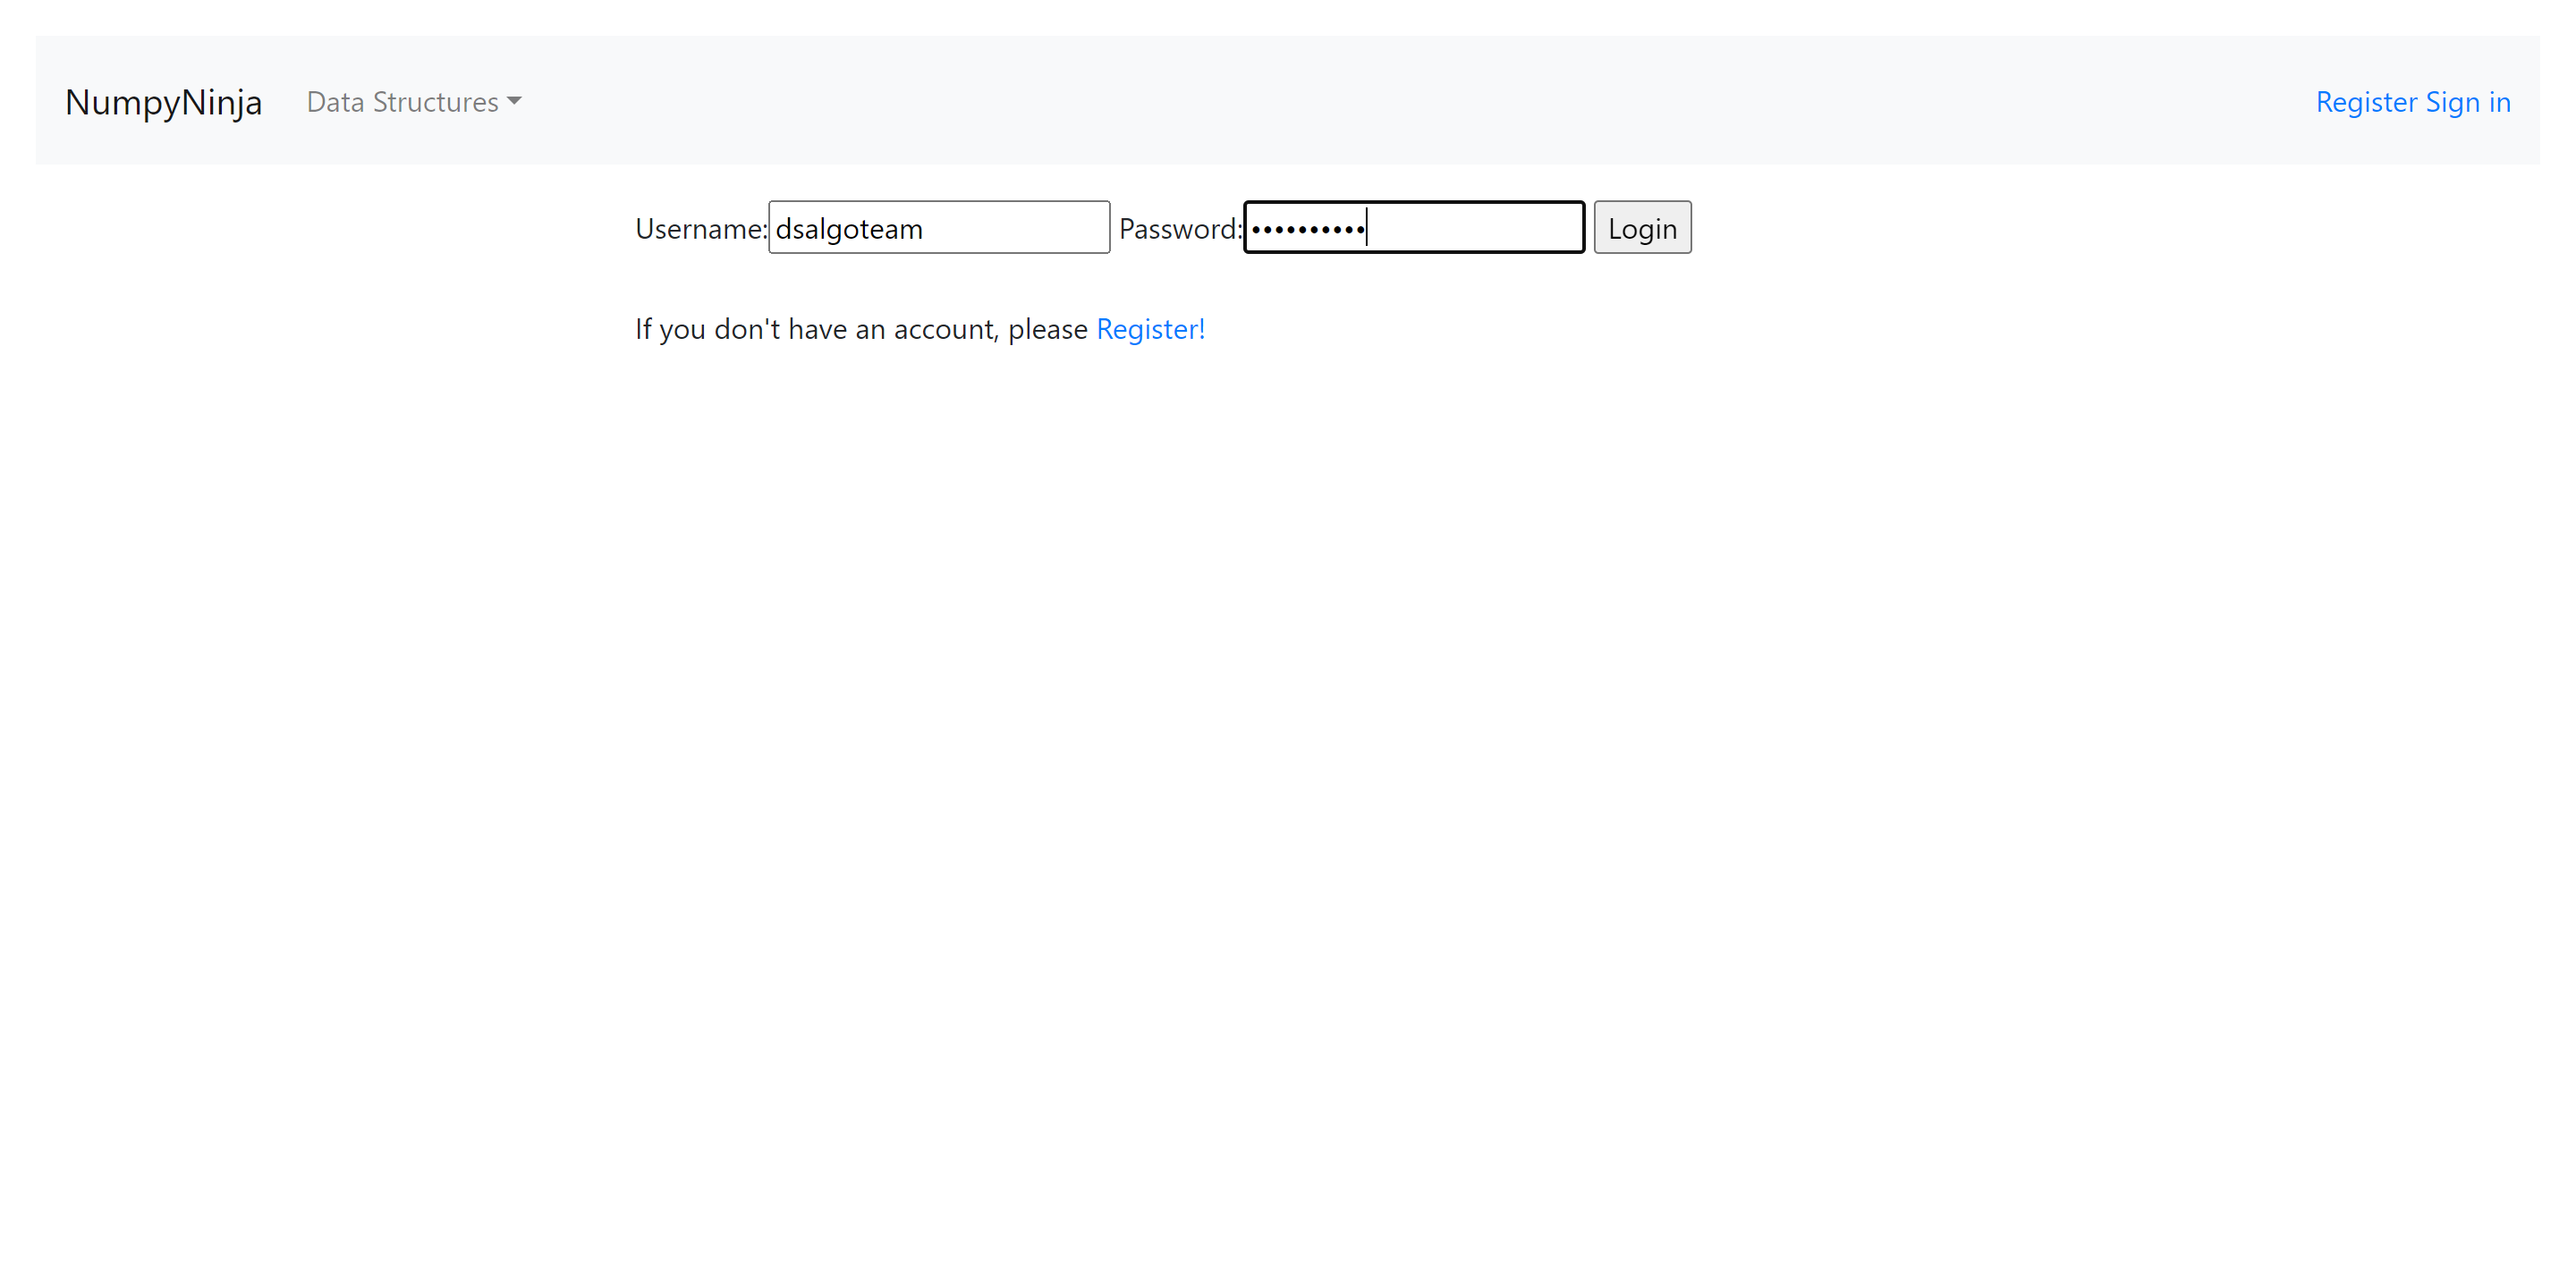 NumpyNinja Data Structures Register Sign in
Username: dsalgoteam Password: •••••••••• Login
If you don't have an account, please Register!